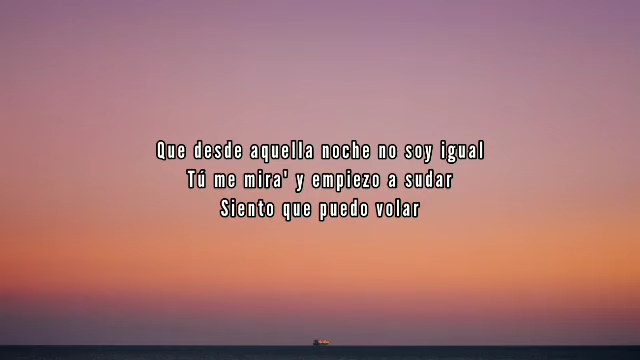 Que desde aquella noche no soy igual
Tú me mira' y empiezo a sudar
Siento que puedo volar